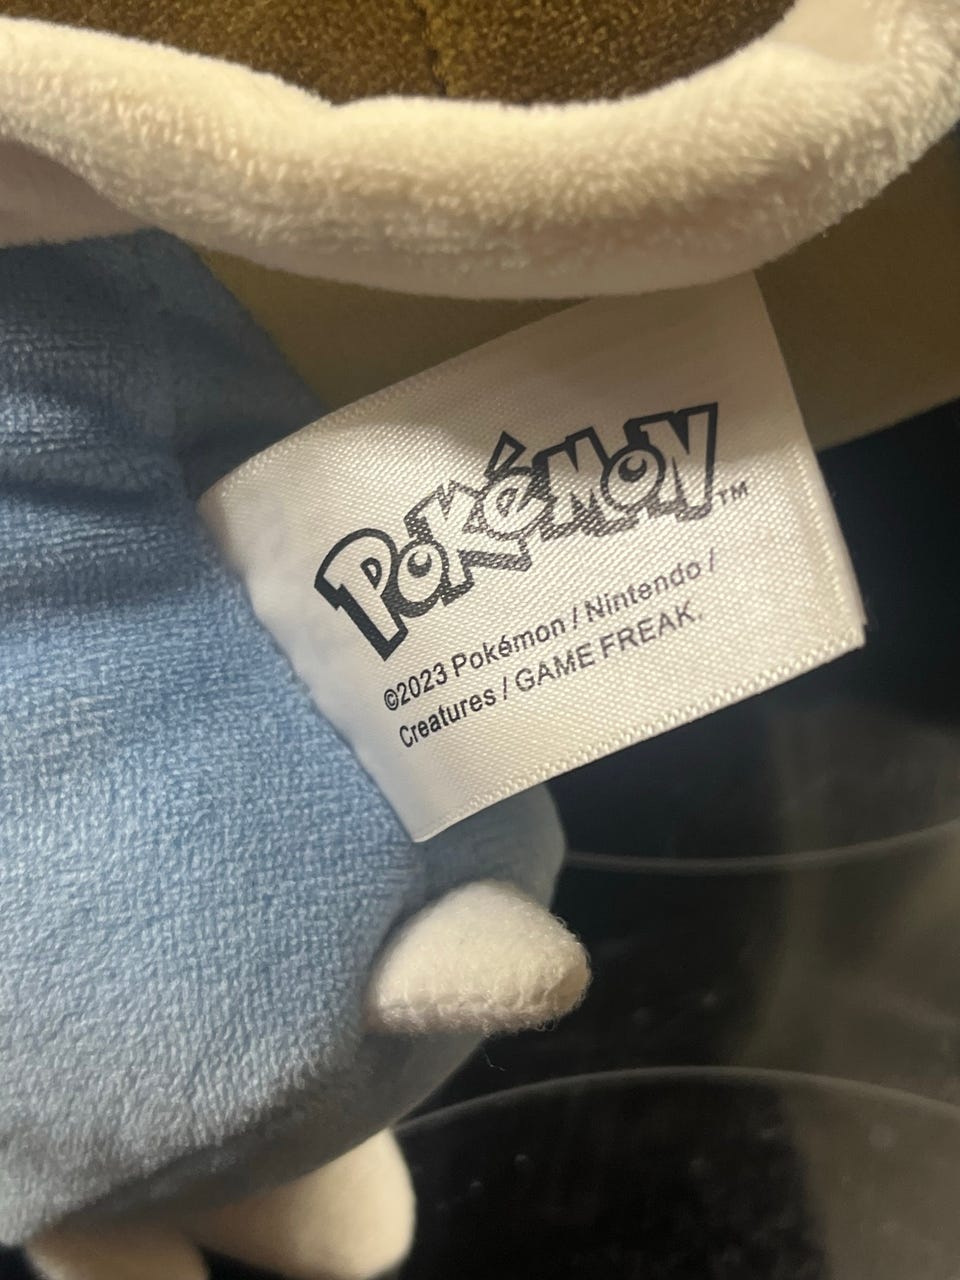 POKéMON™
©2023 Pokémon / Nintendo /
Creatures / GAME FREAK.